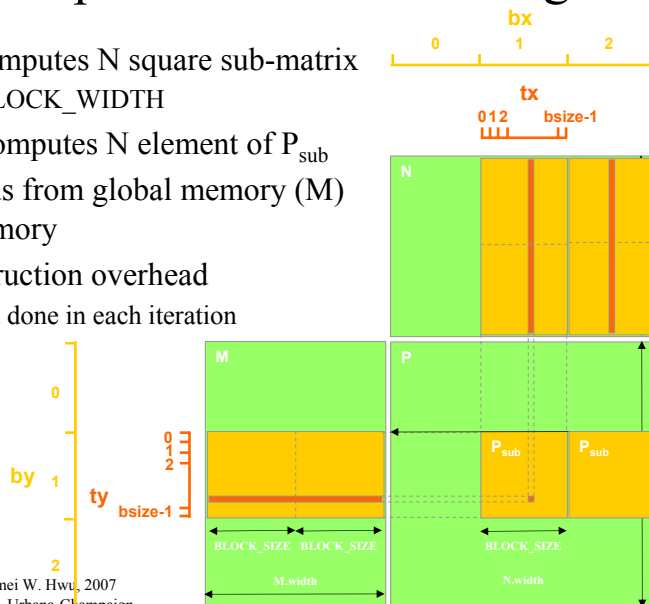 bx
0 1 2
mputes N square sub-matrix
LOCK_WIDTH
tx
012 bsize-1
omputes N element of Psub
s from global memory (M)
mory
N
ruction overhead
done in each iteration
M
P
0
0
1
2
Psub
Psub
by 1
ty
bsize-1
BLOCK_SIZE BLOCK_SIZE
BLOCK_SIZE
2
M.width
N.width
mei W. Hwu, 2007